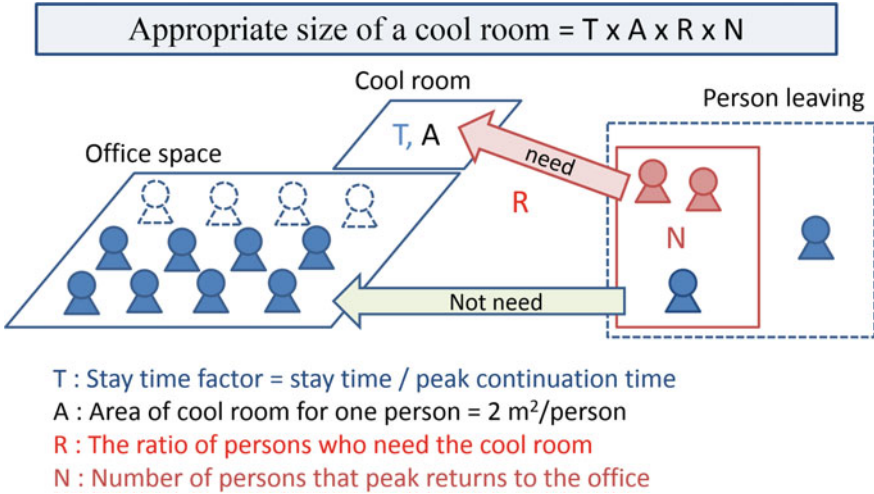 Appropriate size of a cool room = T x A x R x N
Cool room
Person leaving
T, A
need
Office space
R
N
Not need
T : Stay time factor = stay time / peak continuation time
A : Area of cool room for one person = 2 m²/person
R : The ratio of persons who need the cool room
N : Number of persons that peak returns to the office